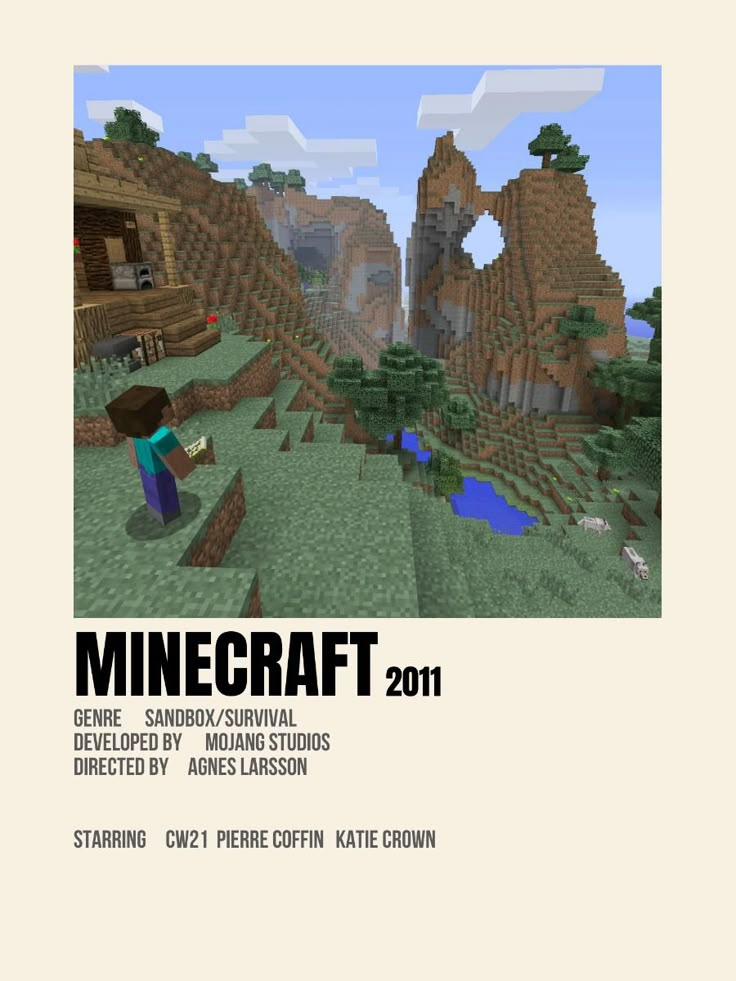 MINECRAFT 2011
GENRE SANDBOX/SURVIVAL
DEVELOPED BY MOJANG STUDIOS
DIRECTED BY AGNES LARSSON
STARRING CW21 PIERRE COFFIN KATIE CROWN